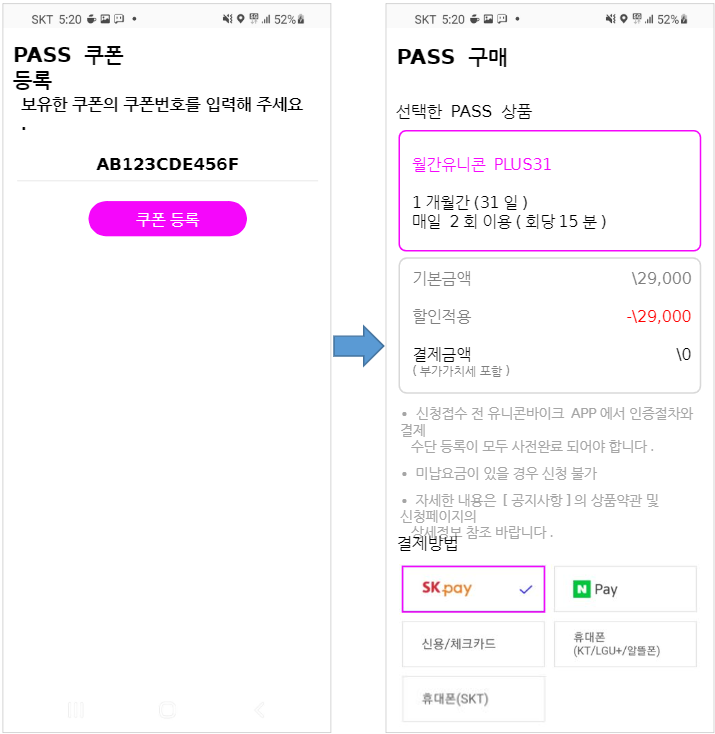 SKT 5:20 52%
PASS 쿠폰
등록
보유한 쿠폰의 쿠폰번호를 입력해 주세요
.
AB123CDE456F
쿠폰 등록
SKT 5:20 52%
PASS 구매
선택한 PASS 상품
월간유니콘 PLUS31
1 개월간 (31 일 )
매일 2 회 이용 ( 회당 15 분 )
기본금액 \29,000
할인적용 -\29,000
결제금액 \0
( 부가가치세 포함 )
• 신청접수 전 유니콘바이크 APP 에서 인증절차와
결제
수단 등록이 모두 사전완료 되어야 합니다 .
• 미납요금이 있을 경우 신청 불가
• 자세한 내용은 [ 공지사항 ] 의 상품약관 및
신청페이지의
상세정보 참조 바랍니다 .
결제방법
SK pay
N Pay
신용/체크카드
휴대폰
(KT/LGU+/알뜰폰)
휴대폰(SKT)